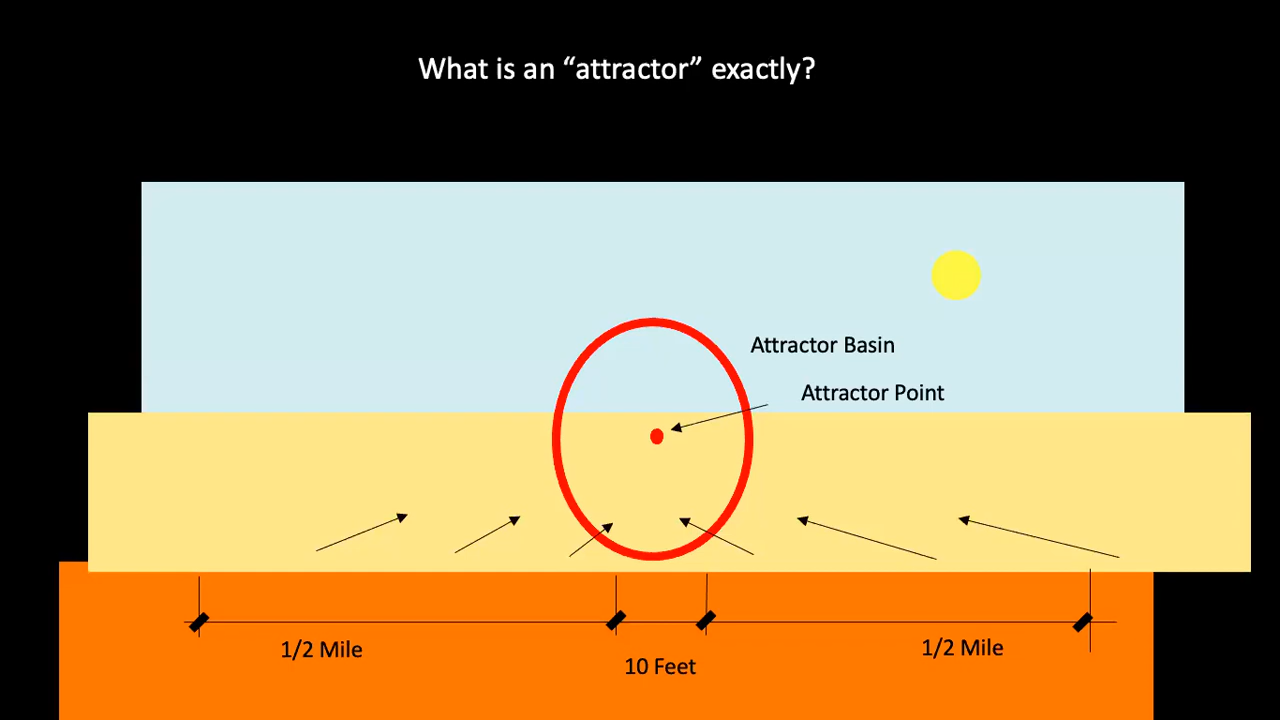 What is an “attractor” exactly?
Attractor Basin
Attractor Point
1/2 Mile
10 Feet
1/2 Mile